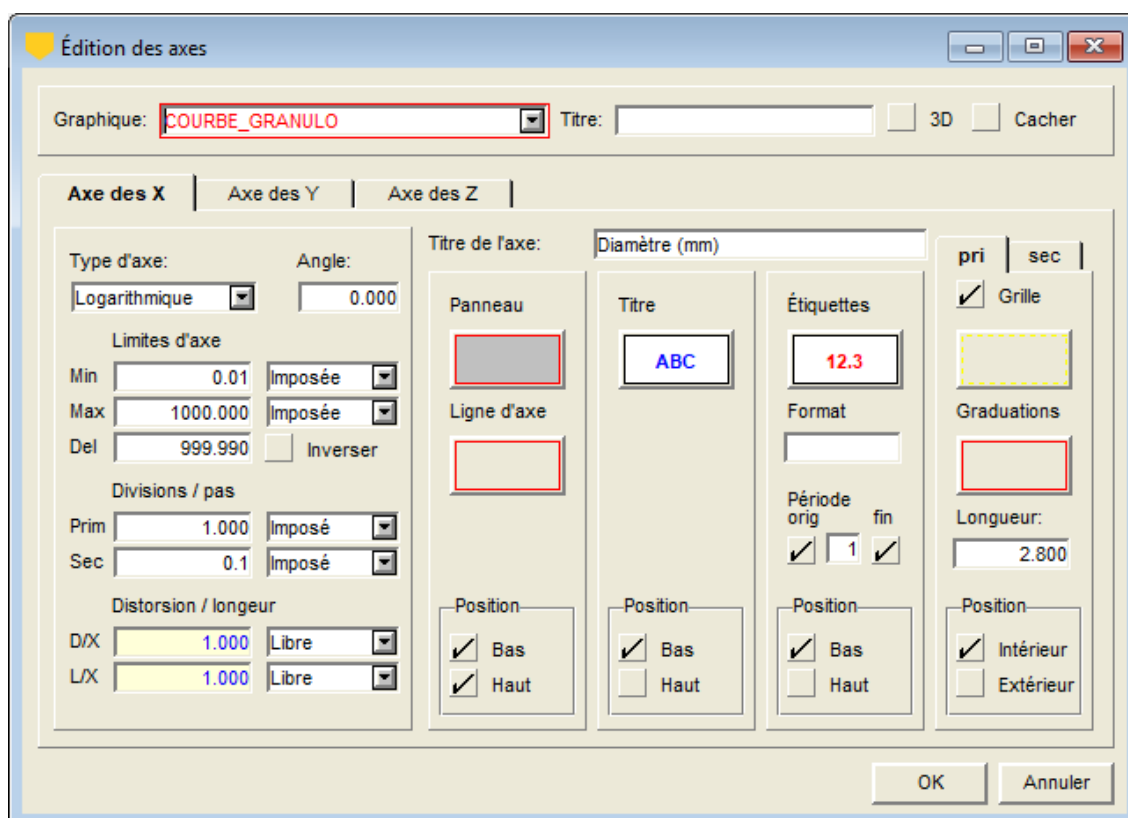 Édition des axes
Graphique: COURBE_GRANULO Titre: 3D Cacher
Axe des X Axe des Y Axe des Z
Titre de l'axe: Diamètre (mm)
pri sec
Type d'axe: Angle:
Logarithmique 0.000
Limites d'axe
Min 0.01 Imposée
Max 1000.000 Imposée
Del 999.990 Inverser
Divisions / pas
Prim 1.000 Imposé
Sec 0.1 Imposé
Distorsion / longeur
D/X 1.000 Libre
L/X 1.000 Libre
Panneau
Ligne d'axe
Position
Bas
Haut
Titre
ABC
Position
Bas
Haut
Étiquettes
12.3
Format
Période
orig fin
1
Position
Bas
Haut
Grille
Graduations
Longueur:
2.800
Position
Intérieur
Extérieur
OK Annuler